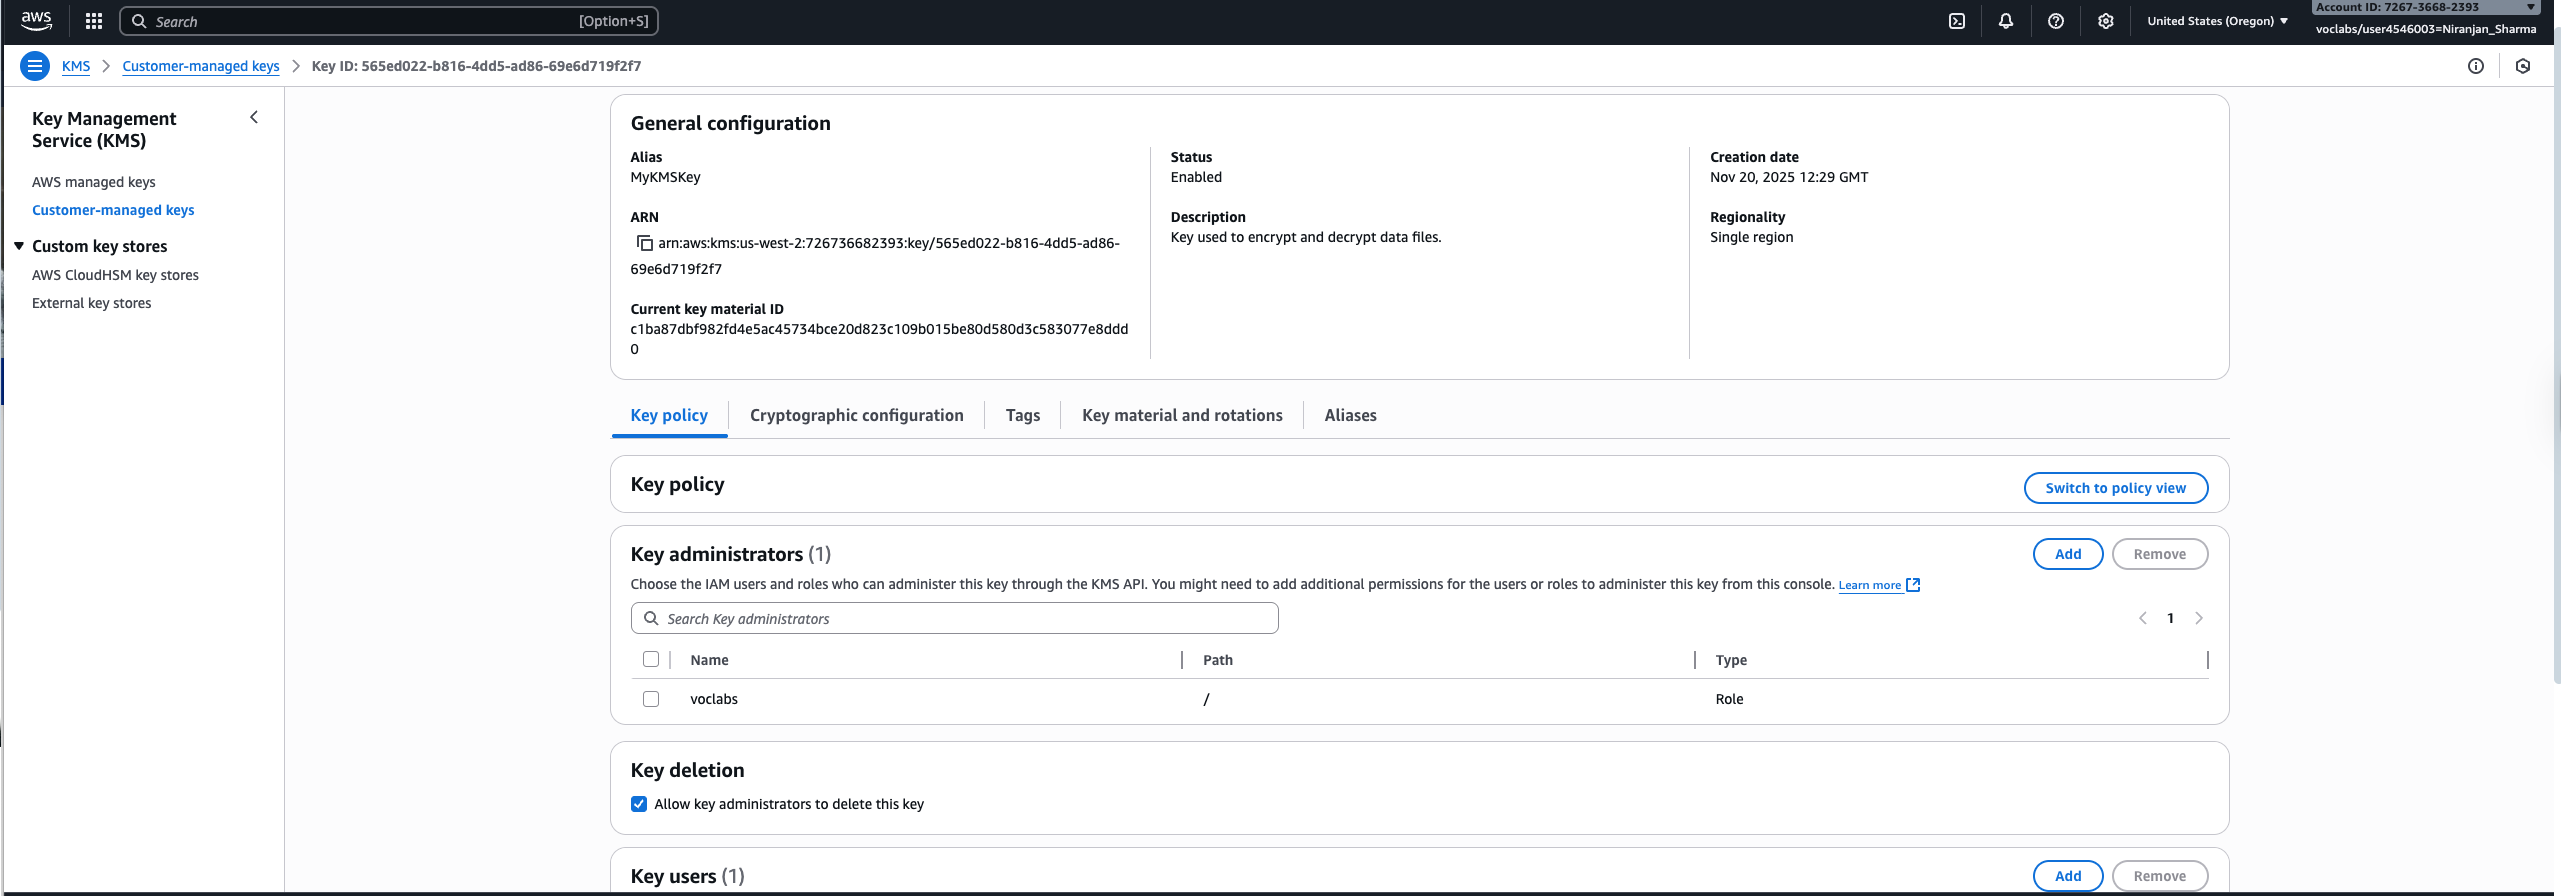 aws
Search
[Option+S]
United States (Oregon)
Account ID: 7267-3668-2393
voclabs/user4546003=Niranjan_Sharma
KMS
Customer-managed keys
Key ID: 565ed022-b816-4dd5-ad86-69e6d719f2f7
Key Management
Service (KMS)
AWS managed keys
Customer-managed keys
Custom key stores
AWS CloudHSM key stores
External key stores
General configuration
Alias
MyKMSKey
ARN
arn:aws:kms:us-west-2:726736682393:key/565ed022-b816-4dd5-ad86-
69e6d719f2f7
Current key material ID
c1ba87dbf982fd4e5ac45734bce20d823c109b015be80d580d3c583077e8ddd
0
Status
Enabled
Description
Key used to encrypt and decrypt data files.
Creation date
Nov 20, 2025 12:29 GMT
Regionality
Single region
Key policy
Cryptographic configuration
Tags
Key material and rotations
Aliases
Key policy
Switch to policy view
Key administrators (1)
Add
Remove
Choose the IAM users and roles who can administer this key through the KMS API. You might need to add additional permissions for the users or roles to administer this key from this console. Learn more
Search Key administrators
1
Name
Path
Type
voclabs
/
Role
Key deletion
Allow key administrators to delete this key
Key users (1)
Add
Remove